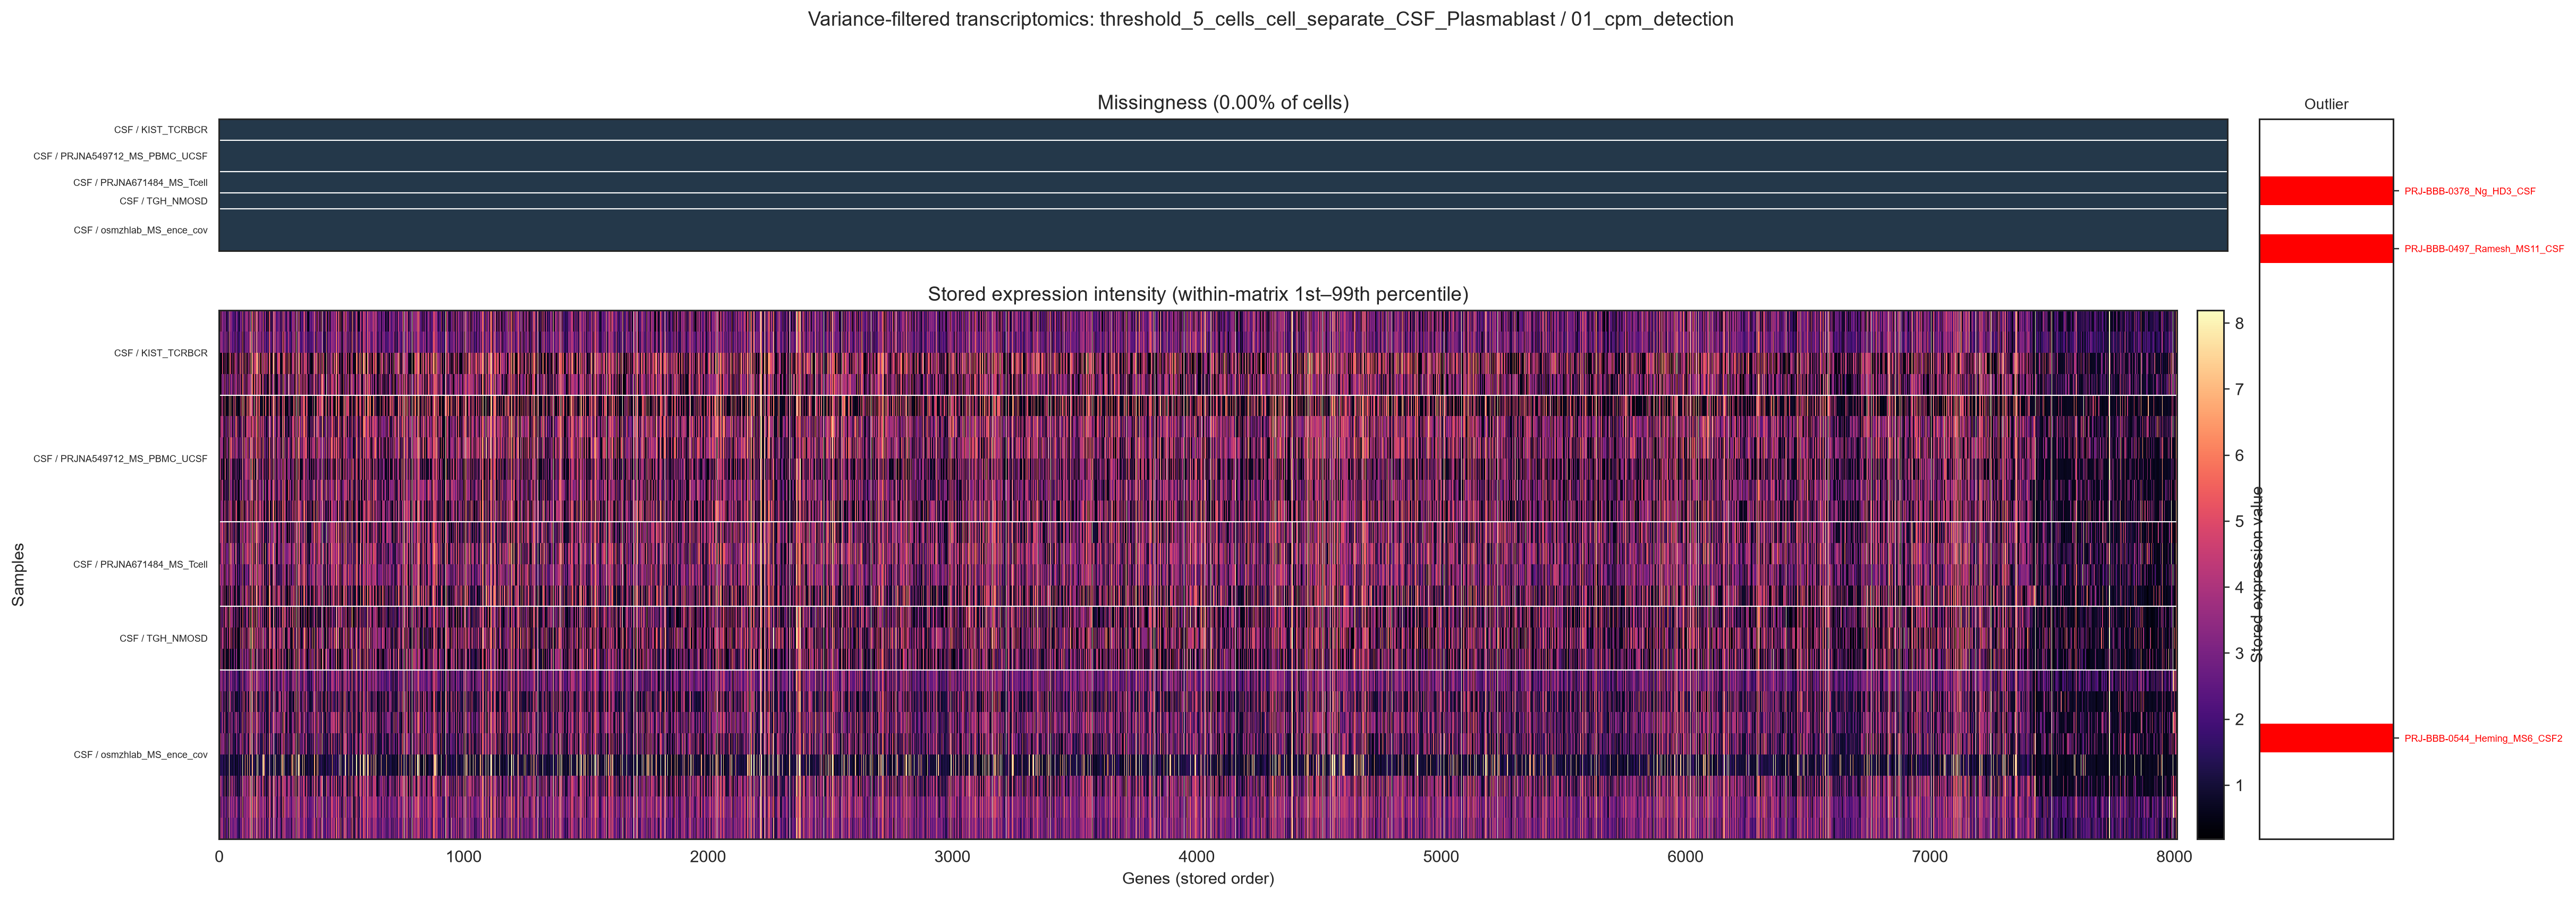 Variance-filtered transcriptomics: threshold_5_cells_cell_separate_CSF_Plasmablast / 01_cpm_detection
Missingness (0.00% of cells)
Outlier
CSF / KIST_TCRBCR
CSF / PRJNA549712_MS_PBMC_UCSF
CSF / PRJNA671484_MS_Tcell
CSF / TGH_NMOSD
CSF / osmzhlab_MS_ence_cov
PRJ-BBB-0378_Ng_HD3_CSF
PRJ-BBB-0497_Ramesh_MS11_CSF
PRJ-BBB-0544_Heming_MS6_CSF2
Stored expression intensity (within-matrix 1st–99th percentile)
Samples
CSF / KIST_TCRBCR
CSF / PRJNA549712_MS_PBMC_UCSF
CSF / PRJNA671484_MS_Tcell
CSF / TGH_NMOSD
CSF / osmzhlab_MS_ence_cov
8
7
6
5
4
3
2
1
Stored expression value
0 1000 2000 3000 4000 5000 6000 7000 8000
Genes (stored order)